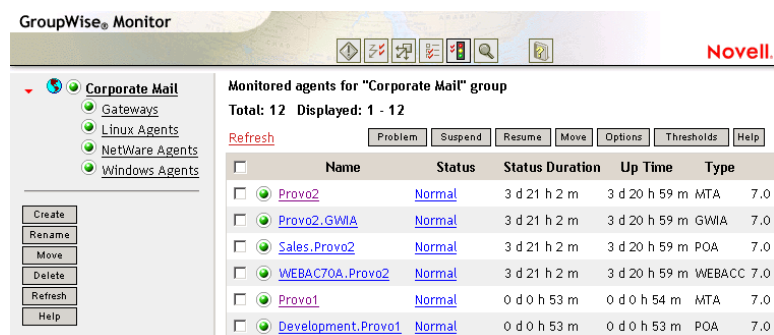 GroupWise® Monitor
Novell.
Corporate Mail
Gateways
Linux Agents
NetWare Agents
Windows Agents
Create
Rename
Move
Delete
Refresh
Help
Monitored agents for "Corporate Mail" group
Total: 12 Displayed: 1 - 12
Refresh Problem Suspend Resume Move Options Thresholds Help
Name Status Status Duration Up Time Type
Provo2 Normal 3 d 21 h 2 m 3 d 20 h 59 m MTA 7.0
Provo2.GWIA Normal 3 d 21 h 2 m 3 d 20 h 59 m GWIA 7.0
Sales.Provo2 Normal 3 d 21 h 2 m 3 d 20 h 59 m POA 7.0
WEBAC70A.Provo2 Normal 3 d 21 h 2 m 3 d 20 h 59 m WEBACC 7.0
Provo1 Normal 0 d 0 h 53 m 0 d 0 h 54 m MTA 7.0
Development.Provo1 Normal 0 d 0 h 53 m 0 d 0 h 53 m POA 7.0